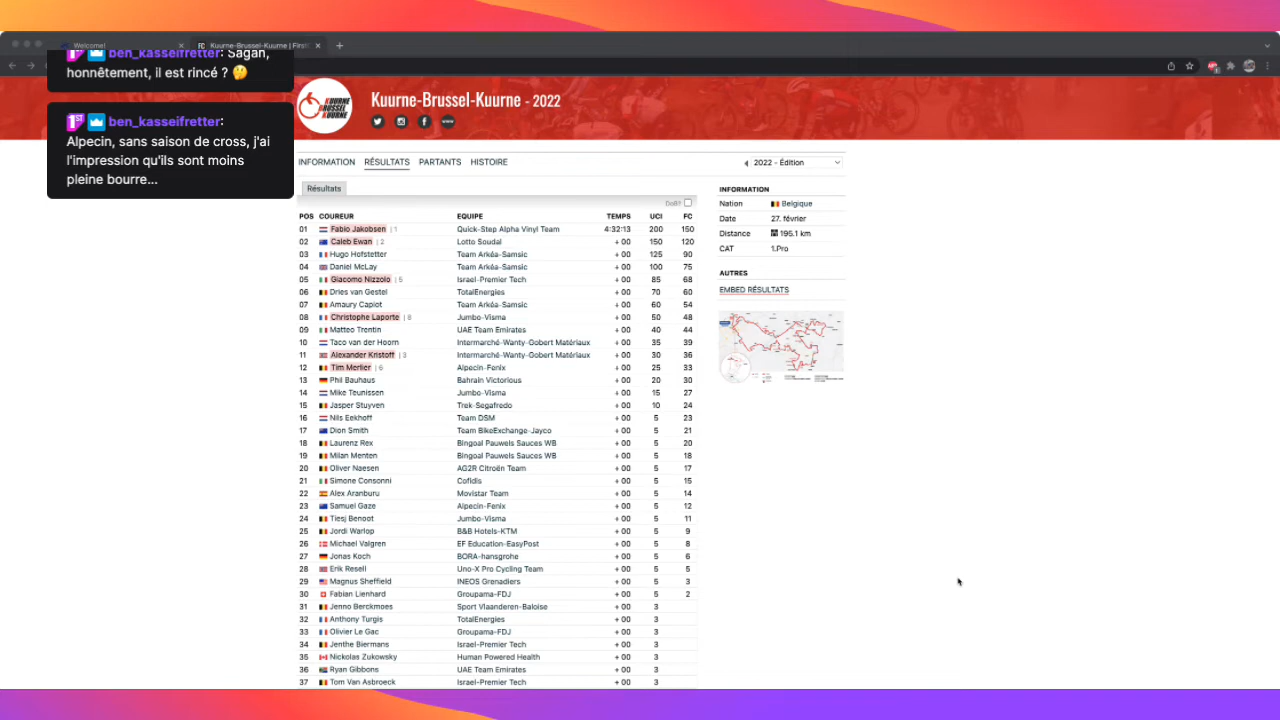 Welcome!
FC Kuurne-Brussel-Kuurne | First
ben_kasseifretter: Sagan,
honnêtement, il est rincé ? 🤔
1ST ben_kasseifretter:
Alpecin, sans saison de cross, j'ai
l'impression qu'ils sont moins
pleine bourre...
KUURNE
BRUSSEL
KUURNE
Kuurne-Brussel-Kuurne - 2022
INFORMATION RÉSULTATS PARTANTS HISTOIRE
2022 - Édition
Résultats
POS COUREUR EQUIPE TEMPS UCI FC
01 Fabio Jakobsen | 1 Quick-Step Alpha Vinyl Team 4:32:13 200 150
02 Caleb Ewan | 2 Lotto Soudal + 00 150 120
03 Hugo Hofstetter Team Arkéa-Samsic + 00 125 90
04 Daniel McLay Team Arkéa-Samsic + 00 100 75
05 Giacomo Nizzolo | 5 Israel-Premier Tech + 00 85 68
06 Dries van Gestel TotalEnergies + 00 70 60
07 Amaury Capiot Team Arkéa-Samsic + 00 60 54
08 Christophe Laporte | 8 Jumbo-Visma + 00 50 48
09 Matteo Trentin UAE Team Emirates + 00 40 44
10 Taco van der Hoorn Intermarché-Wanty-Gobert Matériaux + 00 35 39
11 Alexander Kristoff | 3 Intermarché-Wanty-Gobert Matériaux + 00 30 36
12 Tim Merlier | 6 Alpecin-Fenix + 00 25 33
13 Phil Bauhaus Bahrain Victorious + 00 20 30
14 Mike Teunissen Jumbo-Visma + 00 15 27
15 Jasper Stuyven Trek-Segafredo + 00 10 24
16 Nils Eekhoff Team DSM + 00 5 23
17 Dion Smith Team BikeExchange-Jayco + 00 5 21
18 Laurenz Rex Bingoal Pauwels Sauces WB + 00 5 20
19 Milan Menten Bingoal Pauwels Sauces WB + 00 5 18
20 Oliver Naesen AG2R Citroën Team + 00 5 17
21 Simone Consonni Cofidis + 00 5 15
22 Alex Aranburu Movistar Team + 00 5 14
23 Samuel Gaze Alpecin-Fenix + 00 5 12
24 Tiesj Benoot Jumbo-Visma + 00 5 11
25 Jordi Warlop B&B Hotels-KTM + 00 5 9
26 Michael Valgren EF Education-EasyPost + 00 5 8
27 Jonas Koch BORA-hansgrohe + 00 5 6
28 Erik Resell Uno-X Pro Cycling Team + 00 5 5
29 Magnus Sheffield INEOS Grenadiers + 00 5 3
30 Fabian Lienhard Groupama-FDJ + 00 5 2
31 Jenno Berckmoes Sport Vlaanderen-Baloise + 00 3
32 Anthony Turgis TotalEnergies + 00 3
33 Olivier Le Gac Groupama-FDJ + 00 3
34 Jenthe Biermans Israel-Premier Tech + 00 3
35 Nickolas Zukowsky Human Powered Health + 00 3
36 Ryan Gibbons UAE Team Emirates + 00 3
37 Tom Van Asbroeck Israel-Premier Tech + 00 3
INFORMATION
Nation Belgique
Date 27. février
Distance 195.1 km
CAT 1.Pro
AUTRES
EMBED RÉSULTATS